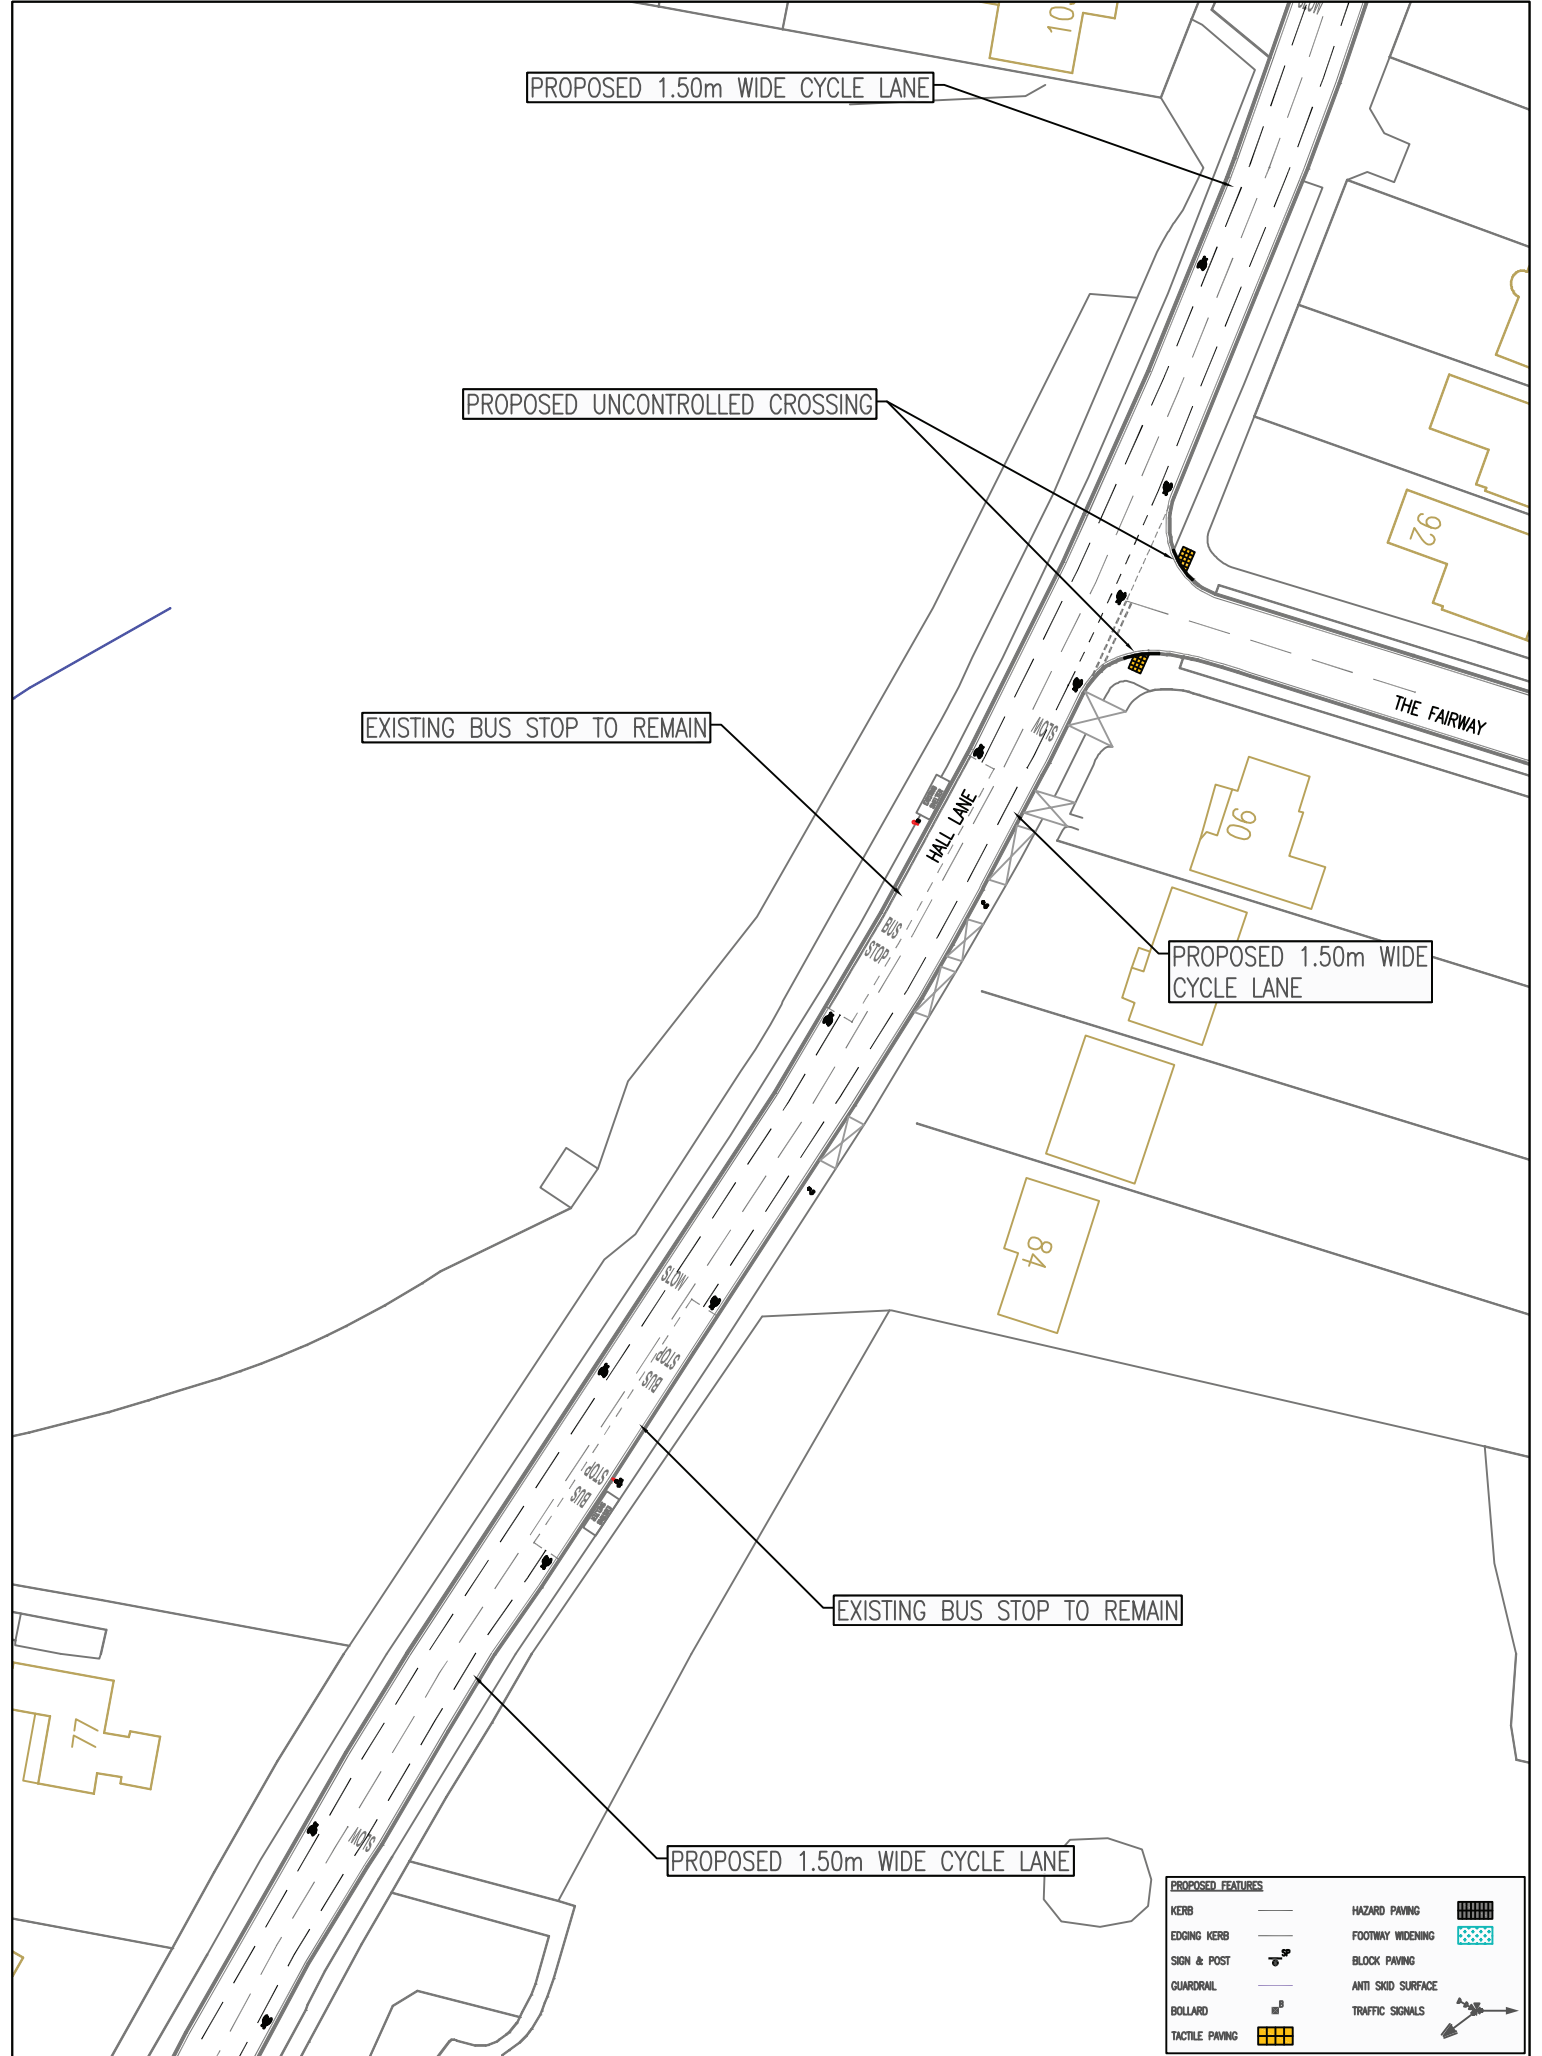 SLOW
PROPOSED 1.50m WIDE CYCLE LANE
PROPOSED UNCONTROLLED CROSSING
92
THE FAIRWAY
EXISTING BUS STOP TO REMAIN
SLOW
HALL LANE
90
BUS
STOP
PROPOSED 1.50m WIDE
CYCLE LANE
84
SLOW
STOP
BUS
STOP
BUS
EXISTING BUS STOP TO REMAIN
77
SLOW
PROPOSED 1.50m WIDE CYCLE LANE
PROPOSED FEATURES
KERB
EDGING KERB
SIGN & POST
SP
GUARDRAIL
BOLLARD
B
TACTILE PAVING
HAZARD PAVING
FOOTWAY WIDENING
BLOCK PAVING
ANTI SKID SURFACE
TRAFFIC SIGNALS